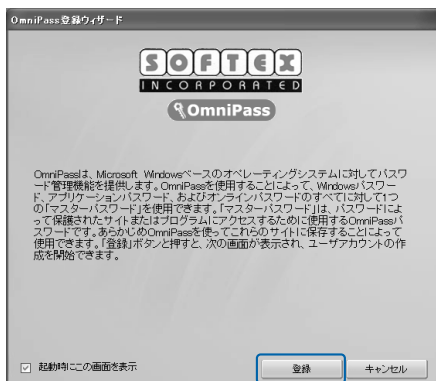 OmniPass登録ウィザード
SOFTEX
INCORPORATED
OmniPass
OmniPassは、Microsoft Windowsベースのオペレーティングシステムに対してパスワ
ード管理機能を提供します。OmniPassを使用することによって、Windowsパスワー
ド、アプリケーションパスワード、およびオンラインパスワードのすべてに対して1つ
の「マスターパスワード」を使用できます。「マスターパスワード」は、パスワードによ
って保護されたサイトまたはプログラムにアクセスするために使用するOmniPassパ
スワードです。あらかじめOmniPassを使ってこれらのサイトに保存することによって
使用できます。「登録」ボタンと押すと、次の画面が表示され、ユーザアカウントの作
成を開始できます。
起動時にこの画面を表示
登録
キャンセル